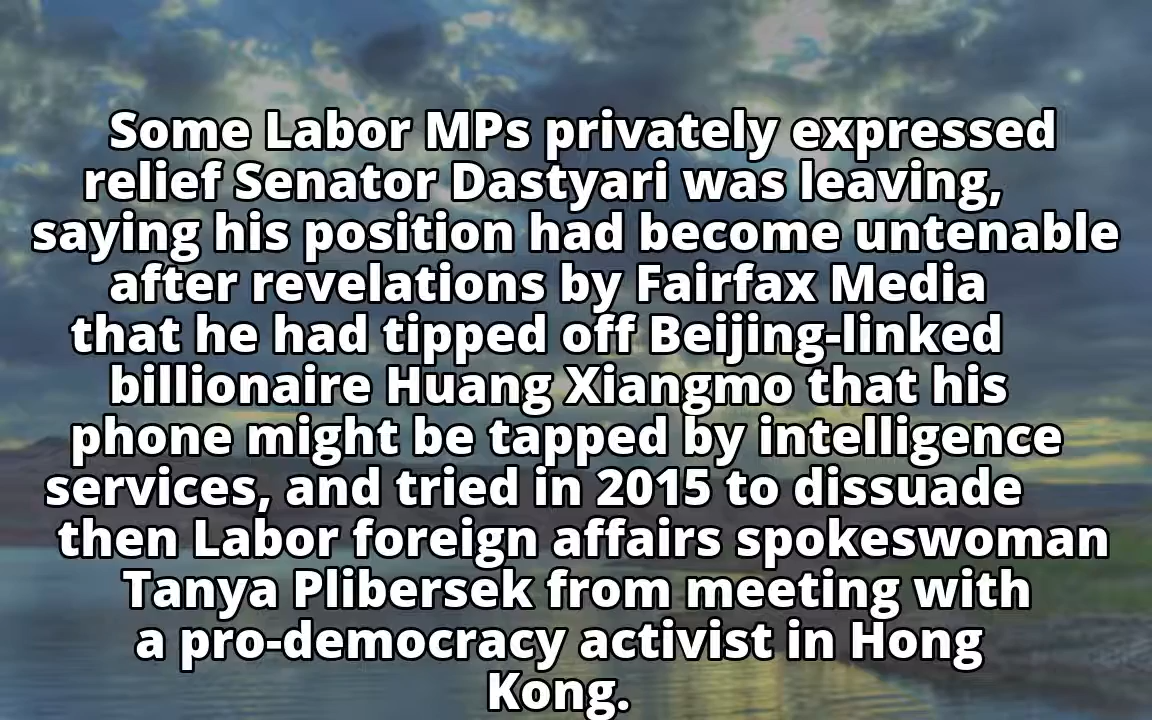 Some Labor MPs privately expressed
relief Senator Dastyari was leaving,
saying his position had become untenable
after revelations by Fairfax Media
that he had tipped off Beijing-linked
billionaire Huang Xiangmo that his
phone might be tapped by intelligence
services, and tried in 2015 to dissuade
then Labor foreign affairs spokeswoman
Tanya Plibersek from meeting with
a pro-democracy activist in Hong
Kong.